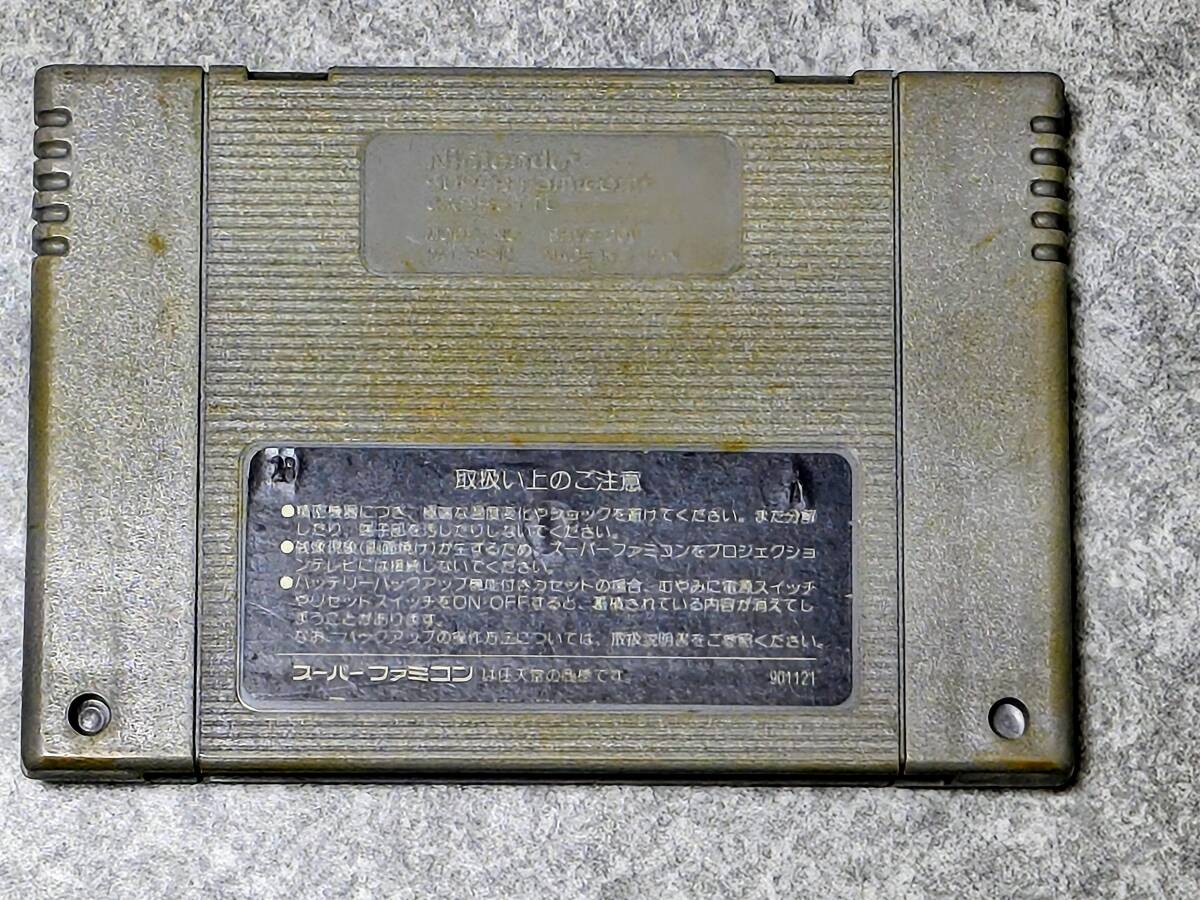 Nintendo
SUPER Famicom
29
A
取扱い上のご注意
●精密機器につき、極端な温度変化やショックを避けてください。また分解
したり、端子部を汚したりしないでください。
●残像現象(画面焼け)が生ずるため、スーパーファミコンをプロジェクショ
ンテレビには接続しないでください。
●バッテリーバックアップ機能付きカセットの場合、むやみに電源スイッチ
やリセットスイッチをON・OFFすると、蓄積されている内容が消えてし
まうことがあります。
なお、バックアップの操作方法については、取扱説明書をご参照ください。
スーパーファミコンは任天堂の商標です。
901121